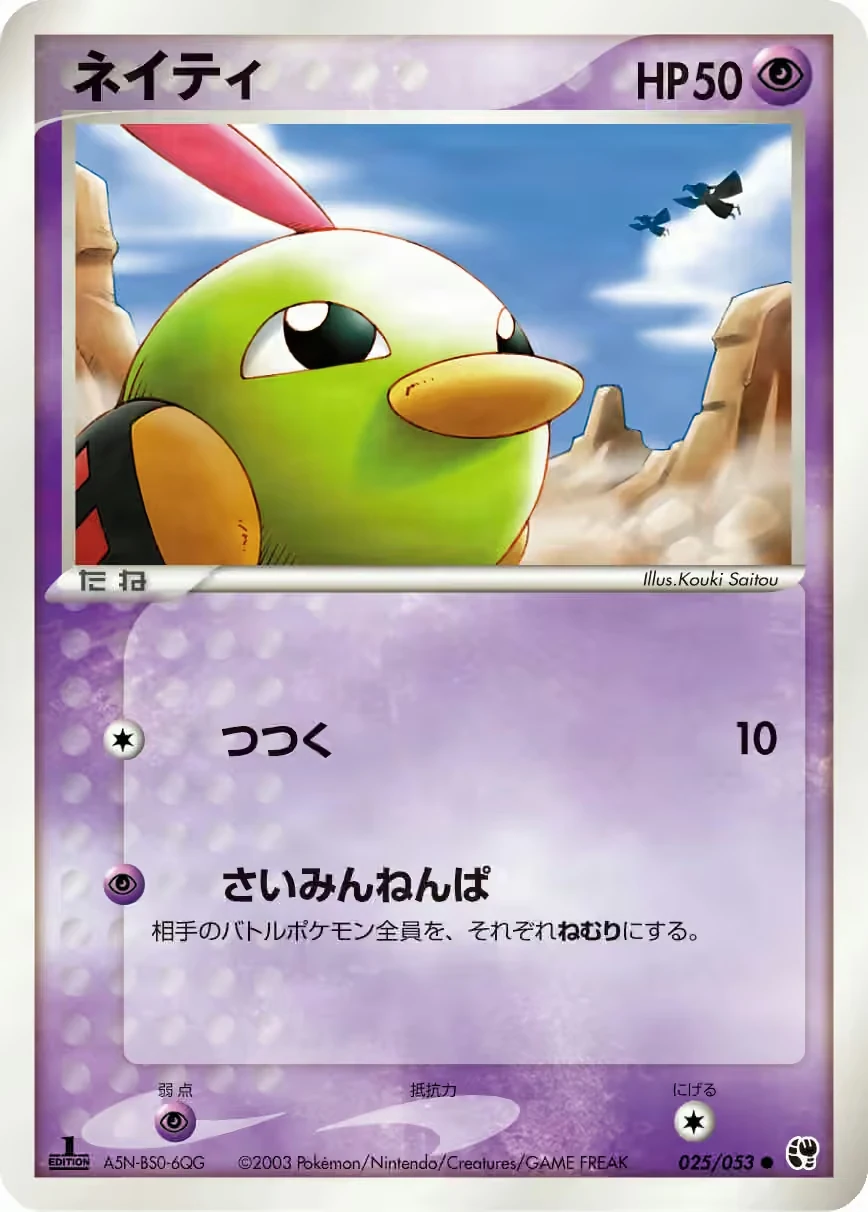 ネイティ HP50
たね Illus.Kouki Saitou
つつく 10
さいみんねんぱ
相手のバトルポケモン全員を、それぞれねむりにする。
弱点 抵抗力 にげる
1 EDITION A5N-BS0-6QG ©2003 Pokémon/Nintendo/Creatures/GAME FREAK 025/053 ●